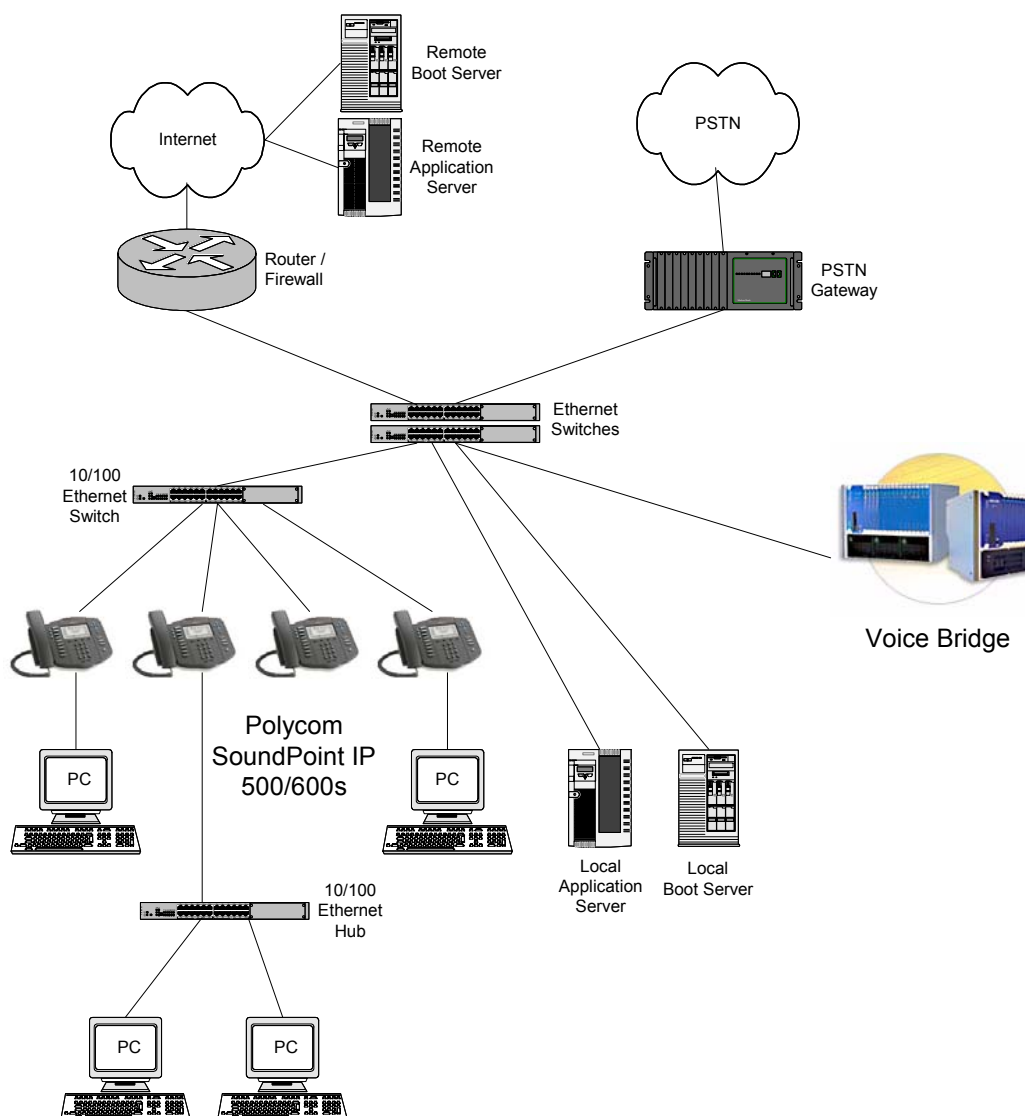 Remote
Boot Server
Internet
PSTN
Remote
Application
Server
Router /
Firewall
PSTN
Gateway
Ethernet
Switches
10/100
Ethernet
Switch
Voice Bridge
Polycom
SoundPoint IP
500/600s
PC
PC
Local
Application
Server
Local
Boot Server
10/100
Ethernet
Hub
PC
PC